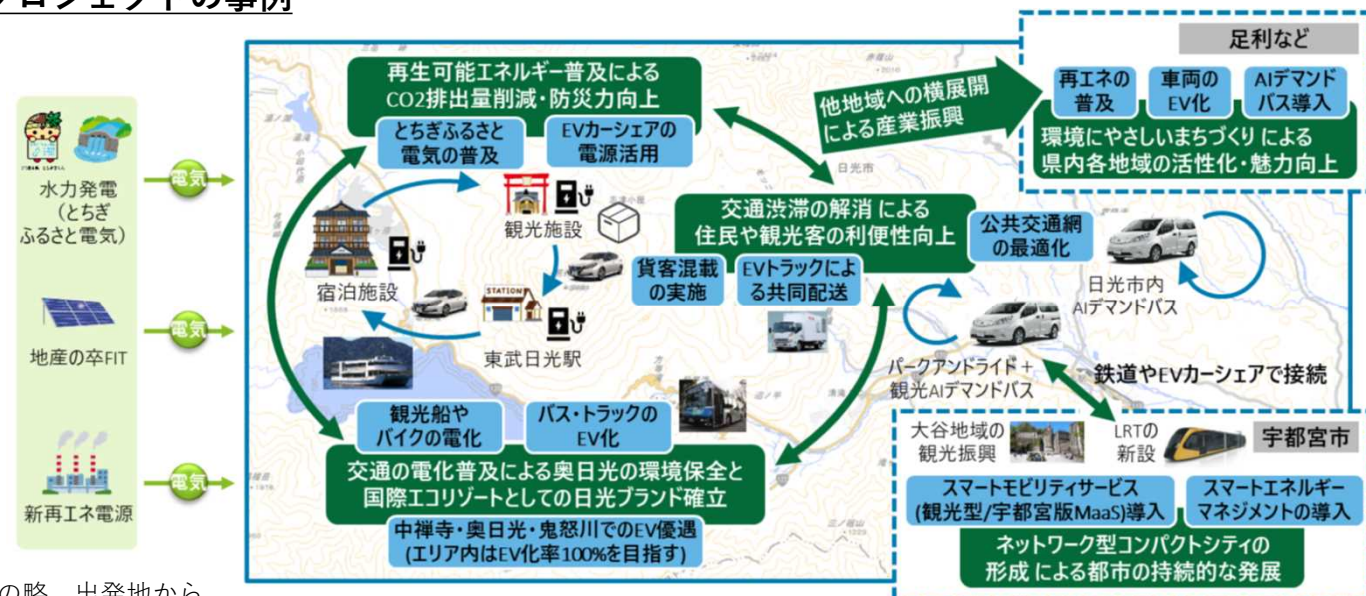 プロジェクトの事例
水力発電
(とちぎ
ふるさと電気)
電気
地産の卒FIT
電気
新再エネ電源
電気
再生可能エネルギー普及による
CO2排出量削減・防災力向上
とちぎふるさと
電気の普及
EVカーシェアの
電源活用
宿泊施設
観光施設
STATION
東武日光駅
他地域への横展開
による産業振興
日光市
足利など
再エネの
普及
車両の
EV化
AIデマンド
バス導入
環境にやさしいまちづくり による
県内各地域の活性化・魅力向上
交通渋滞の解消 による
住民や観光客の利便性向上
貨客混載
の実施
EVトラックによ
る共同配送
公共交通網
の最適化
日光市内
AIデマンドバス
パークアンドライド+
観光AIデマンドバス
鉄道やEVカーシェアで接続
観光船や
バイクの電化
バス・トラックの
EV化
交通の電化普及による奥日光の環境保全と
国際エコリゾートとしての日光ブランド確立
中禅寺・奥日光・鬼怒川でのEV優遇
(エリア内はEV化率100%を目指す)
大谷地域の
観光振興
LRTの
新設
宇都宮市
スマートモビリティサービス
(観光型/宇都宮版MaaS)導入
スマートエネルギー
マネジメントの導入
ネットワーク型コンパクトシティの
形成 による都市の持続的な発展
の略 出発地から